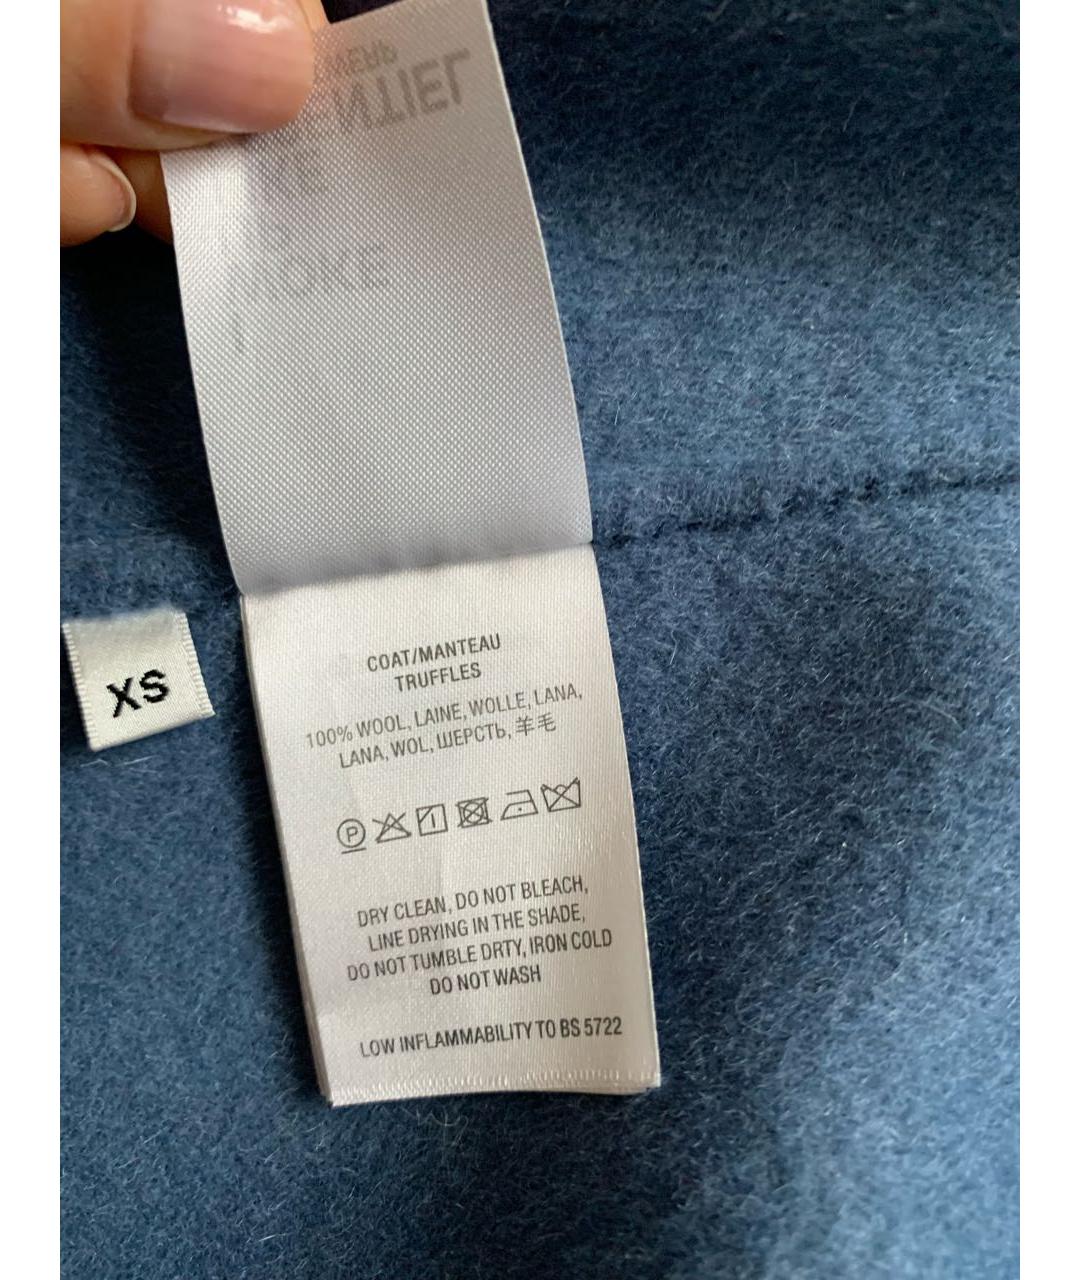 XS
COAT/MANTEAU
TRUFFLES
100% WOOL, LAINE, WOLLE, LANA,
LANA, WOL, ШЕРСТЬ, 羊毛
P
DRY CLEAN, DO NOT BLEACH,
LINE DRYING IN THE SHADE,
DO NOT TUMBLE DRTY, IRON COLD
DO NOT WASH
LOW INFLAMMABILITY TO BS 5722